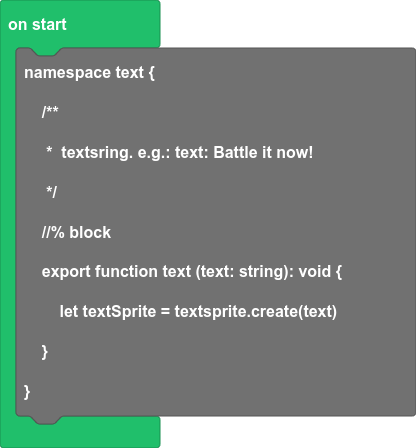 on start
namespace text {
/**
*  textsring. e.g.: text: Battle it now!
*/
//% block
export function text (text: string): void {
let textSprite = textsprite.create(text)
}
}